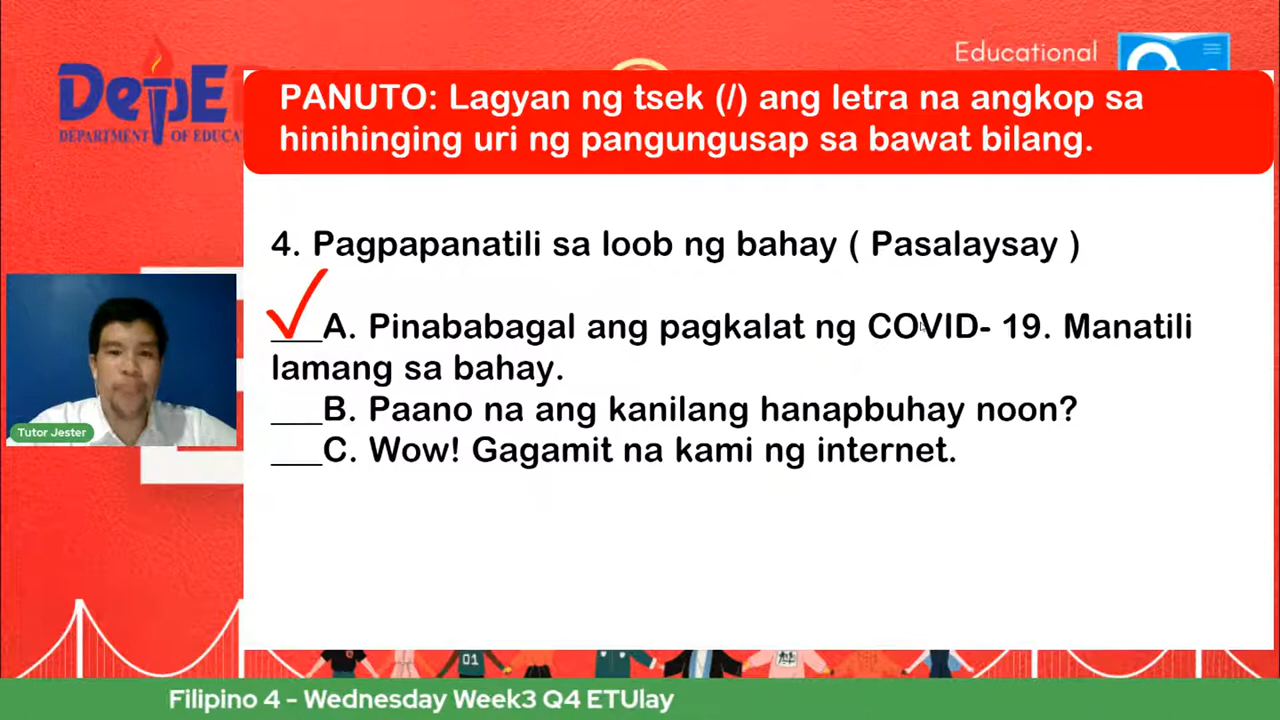 Educational
DepE
DEPARTMENT OF EDUCA
PANUTO: Lagyan ng tsek (/) ang letra na angkop sa
hinihinging uri ng pangungusap sa bawat bilang.
4. Pagpapanatili sa loob ng bahay ( Pasalaysay )
___A. Pinababagal ang pagkalat ng COVID- 19. Manatili
lamang sa bahay.
___B. Paano na ang kanilang hanapbuhay noon?
___C. Wow! Gagamit na kami ng internet.
Tutor Jester
01
Filipino 4 - Wednesday Week3 Q4 ETUlay